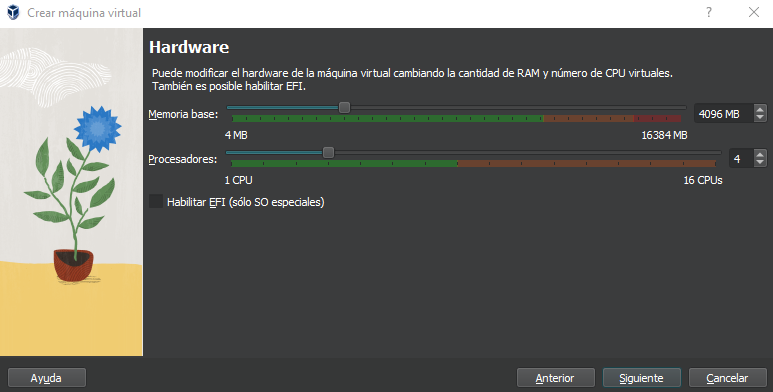 Crear máquina virtual
Hardware
Puede modificar el hardware de la máquina virtual cambiando la cantidad de RAM y número de CPU virtuales.
También es posible habilitar EFI.
Memoria base:
4096 MB
4 MB
16384 MB
Procesadores:
4
1 CPU
16 CPUs
Habilitar EFI (sólo SO especiales)
Ayuda
Anterior
Siguiente
Cancelar